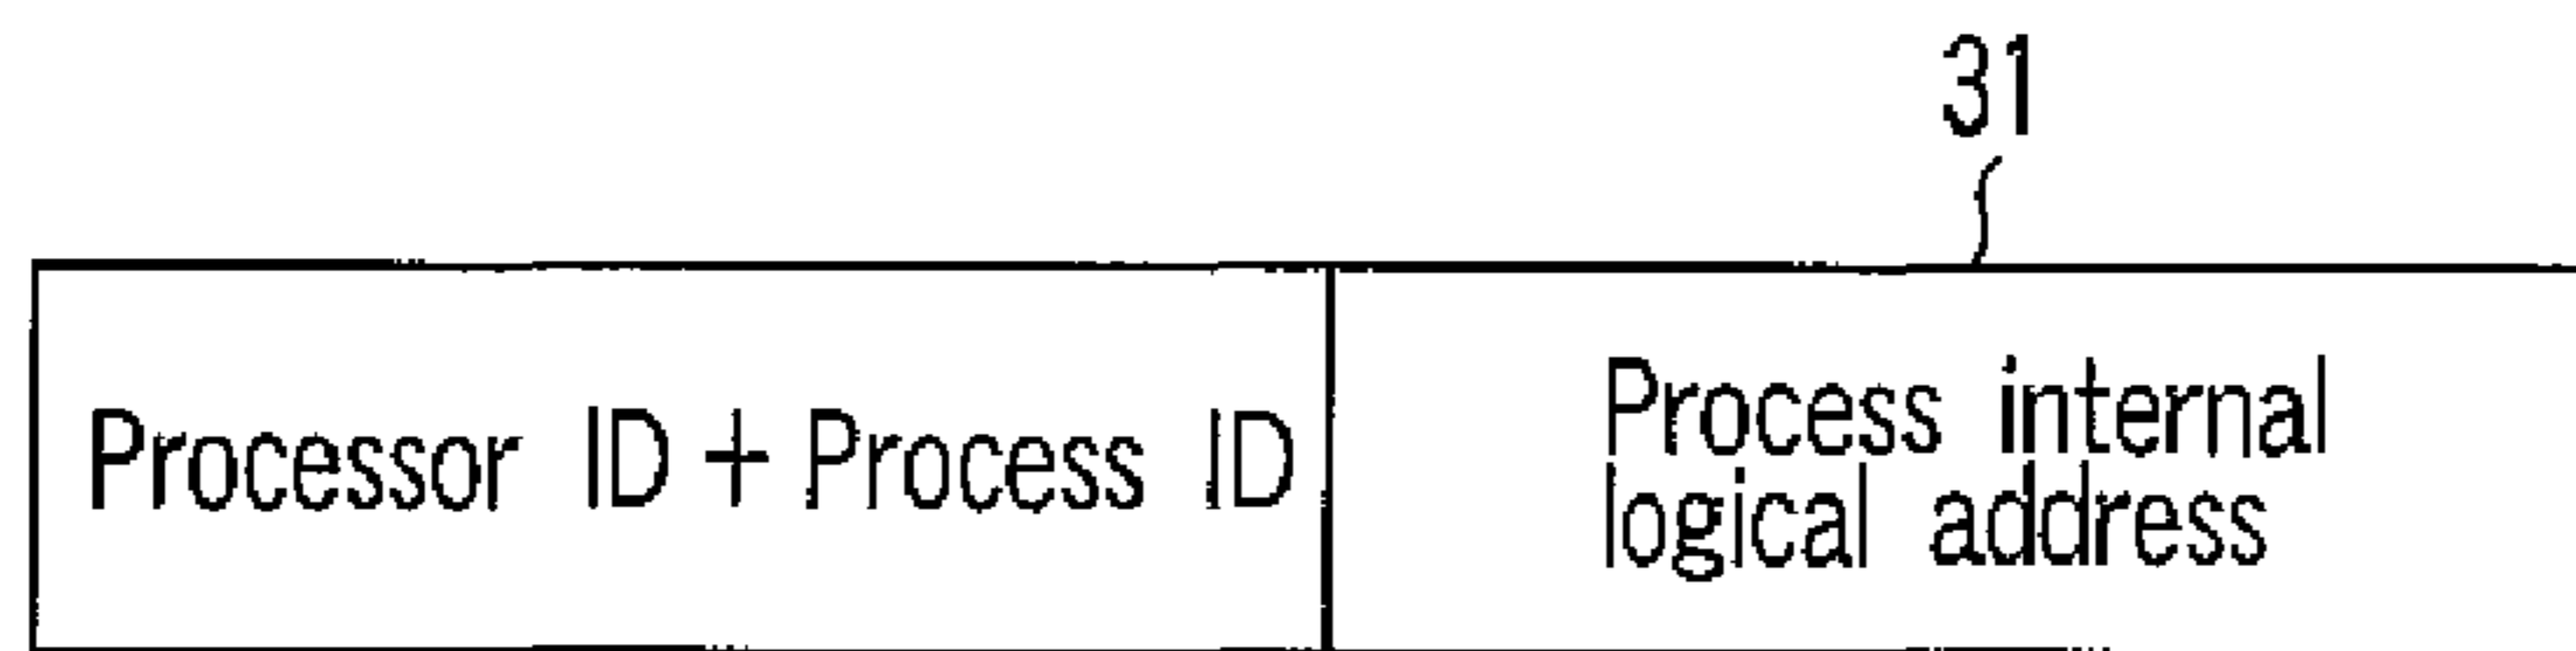 31
Processor ID + Process ID
Process internal
logical address